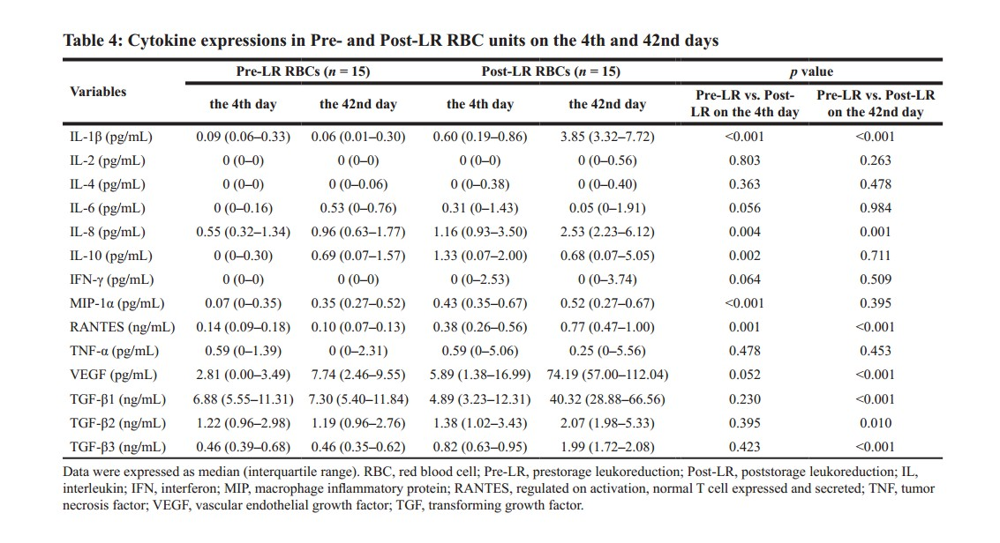 Table 4: Cytokine expressions in Pre- and Post-LR RBC units on the 4th and 42nd days
Variables Pre-LR RBCs (n = 15) Post-LR RBCs (n = 15) p value
the 4th day the 42nd day the 4th day the 42nd day Pre-LR vs. Post-LR on the 4th day Pre-LR vs. Post-LR on the 42nd day
IL-1β (pg/mL) 0.09 (0.06–0.33) 0.06 (0.01–0.30) 0.60 (0.19–0.86) 3.85 (3.32–7.72) <0.001 <0.001
IL-2 (pg/mL) 0 (0–0) 0 (0–0) 0 (0–0) 0 (0–0.56) 0.803 0.263
IL-4 (pg/mL) 0 (0–0) 0 (0–0.06) 0 (0–0.38) 0 (0–0.40) 0.363 0.478
IL-6 (pg/mL) 0 (0–0.16) 0.53 (0–0.76) 0.31 (0–1.43) 0.05 (0–1.91) 0.056 0.984
IL-8 (pg/mL) 0.55 (0.32–1.34) 0.96 (0.63–1.77) 1.16 (0.93–3.50) 2.53 (2.23–6.12) 0.004 0.001
IL-10 (pg/mL) 0 (0–0.30) 0.69 (0.07–1.57) 1.33 (0.07–2.00) 0.68 (0.07–5.05) 0.002 0.711
IFN-γ (pg/mL) 0 (0–0) 0 (0–0) 0 (0–2.53) 0 (0–3.74) 0.064 0.509
MIP-1α (pg/mL) 0.07 (0–0.35) 0.35 (0.27–0.52) 0.43 (0.35–0.67) 0.52 (0.27–0.67) <0.001 0.395
RANTES (ng/mL) 0.14 (0.09–0.18) 0.10 (0.07–0.13) 0.38 (0.26–0.56) 0.77 (0.47–1.00) 0.001 <0.001
TNF-α (pg/mL) 0.59 (0–1.39) 0 (0–2.31) 0.59 (0–5.06) 0.25 (0–5.56) 0.478 0.453
VEGF (pg/mL) 2.81 (0.00–3.49) 7.74 (2.46–9.55) 5.89 (1.38–16.99) 74.19 (57.00–112.04) 0.052 <0.001
TGF-β1 (ng/mL) 6.88 (5.55–11.31) 7.30 (5.40–11.84) 4.89 (3.23–12.31) 40.32 (28.88–66.56) 0.230 <0.001
TGF-β2 (ng/mL) 1.22 (0.96–2.98) 1.19 (0.96–2.76) 1.38 (1.02–3.43) 2.07 (1.98–5.33) 0.395 0.010
TGF-β3 (ng/mL) 0.46 (0.39–0.68) 0.46 (0.35–0.62) 0.82 (0.63–0.95) 1.99 (1.72–2.08) 0.423 <0.001
Data were expressed as median (interquartile range). RBC, red blood cell; Pre-LR, prestorage leukoreduction; Post-LR, poststorage leukoreduction; IL,
interleukin; IFN, interferon; MIP, macrophage inflammatory protein; RANTES, regulated on activation, normal T cell expressed and secreted; TNF, tumor
necrosis factor; VEGF, vascular endothelial growth factor; TGF, transforming growth factor.